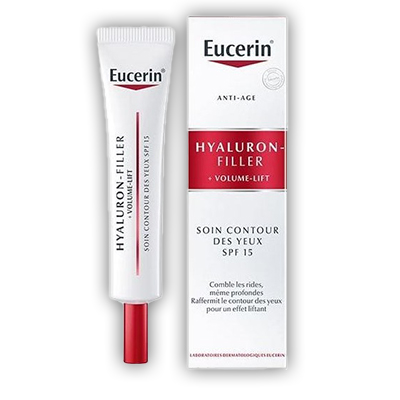 Eucerin®
HYALURON-FILLER
+ VOLUME-LIFT
SOIN CONTOUR DES YEUX SPF 15
Eucerin®
ANTI-AGE
HYALURON-
FILLER
+ VOLUME-LIFT
SOIN CONTOUR
DES YEUX
SPF 15
Comble les rides,
même profondes
Raffermit le contour des yeux
pour un effet liftant
LABORATOIRES DERMATOLOGIQUES EUCERIN